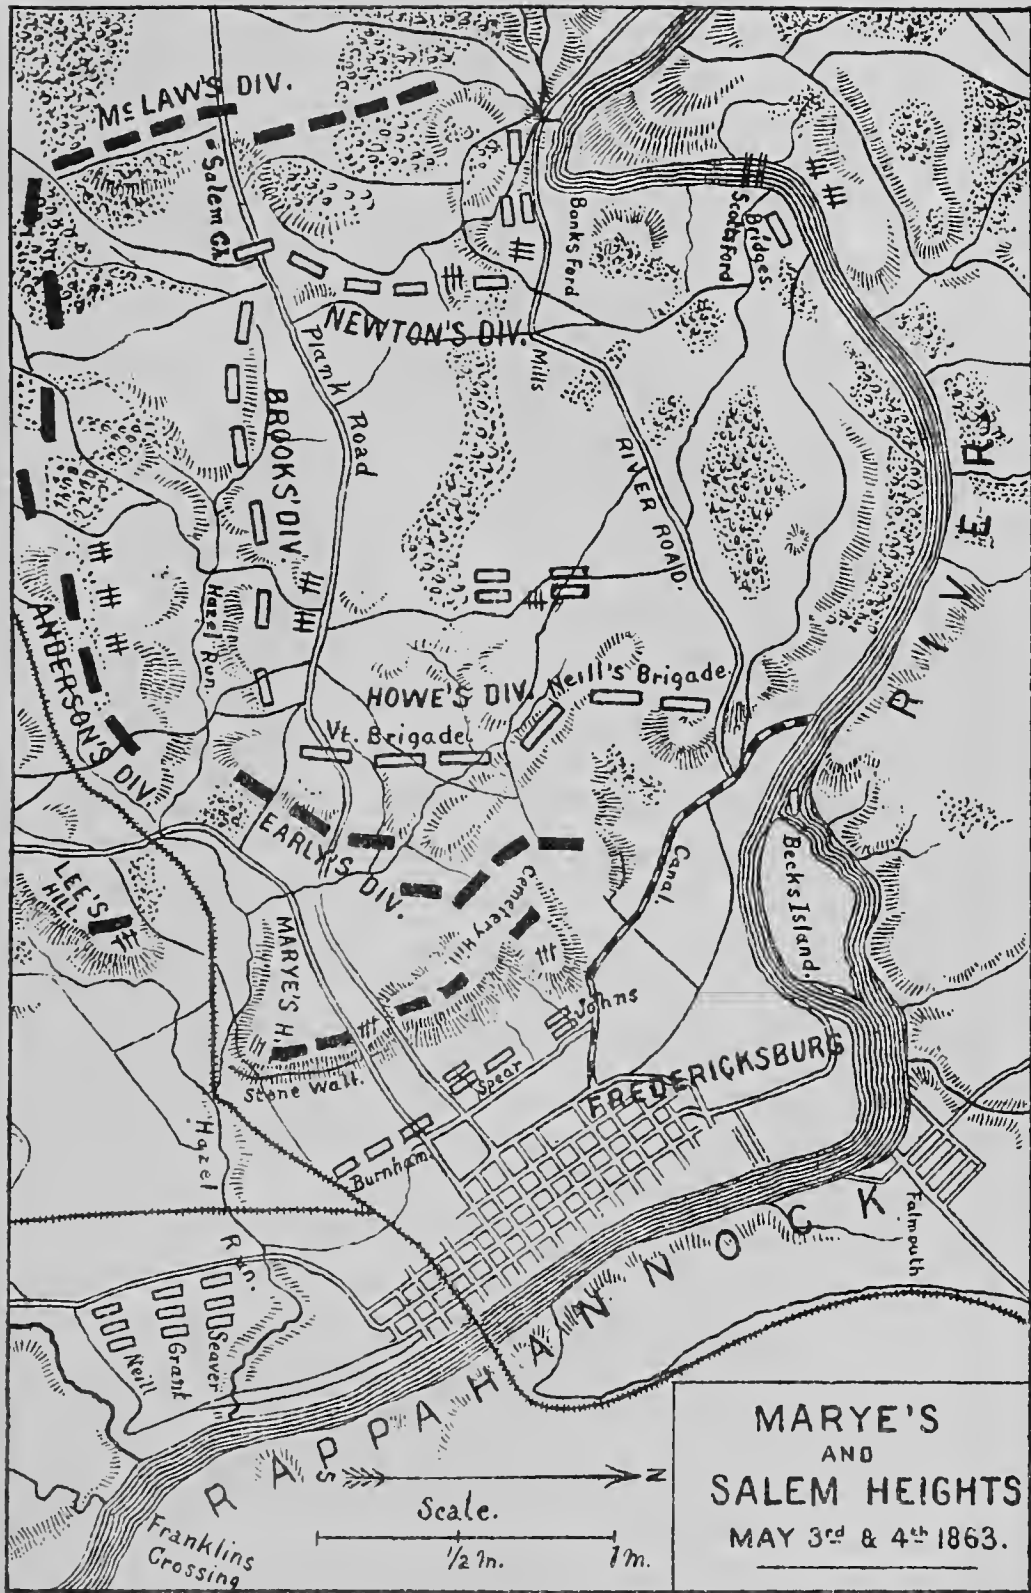 McLAW'S DIV.
Salem Ch.
Banks Ford
Scotts ford
Bridges.
NEWTON'S DIV.
Mills
Plank Road
BROOKS' DIV.
RIVER ROAD.
Hazel Run
ANDERSON'S DIV.
HOWE'S DIV.
Neill's Brigade.
Vt. Brigade.
EARLY'S DIV.
LEE'S
HILL.
MARYE'S H.
Cemetery Hill
Canal.
Becks Island.
Stone Wall.
Johns
Spear
Burnham
FREDERICKSBURG
Falmouth
Hazel Run.
Seaver
Grant
Neill
RAPPAHANNOCK RIVER
Franklins
Crossing
S N
Scale.
1/2 m. 1 m.
MARYE'S
AND
SALEM HEIGHTS
MAY 3rd & 4th 1863.